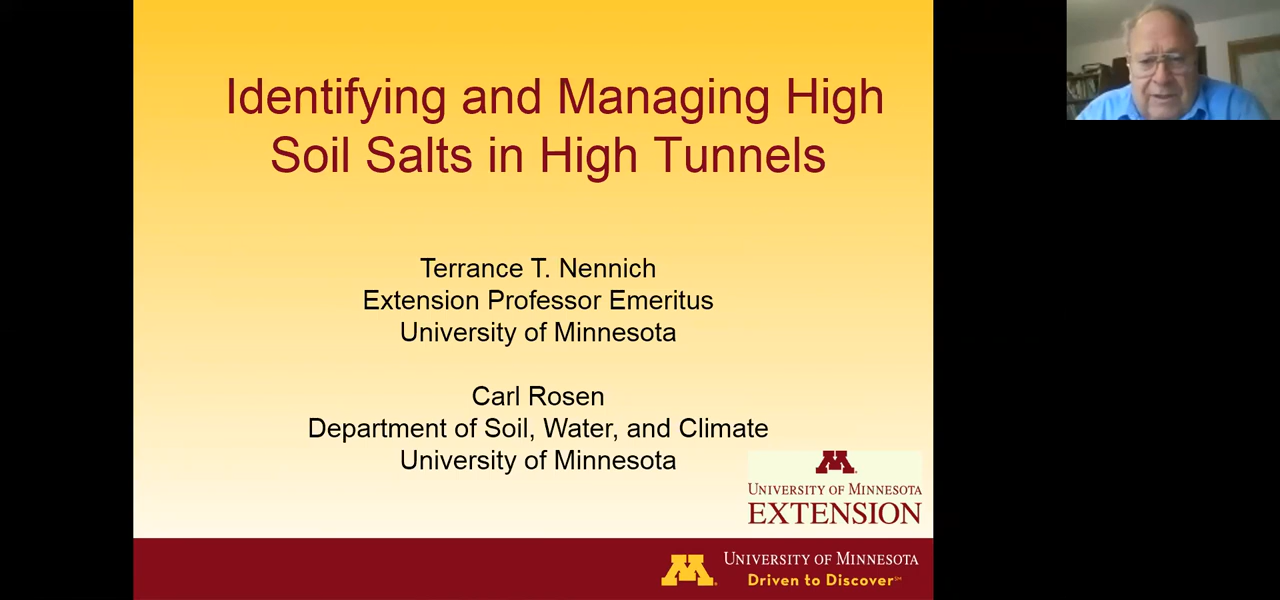 Identifying and Managing High
Soil Salts in High Tunnels
Terrance T. Nennich
Extension Professor Emeritus
University of Minnesota
Carl Rosen
Department of Soil, Water, and Climate
University of Minnesota
M
UNIVERSITY OF MINNESOTA
EXTENSION
M
UNIVERSITY OF MINNESOTA
Driven to Discover℠